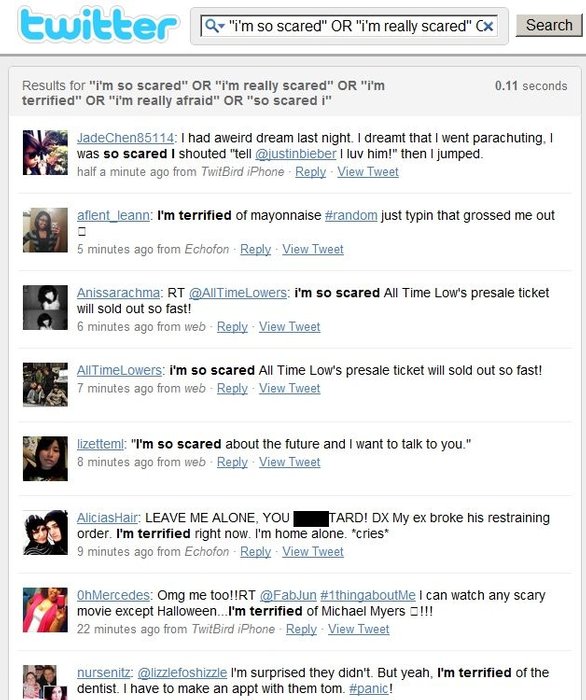 twitter
"i'm so scared" OR "i'm really scared" O
Search
Results for "i'm so scared" OR "i'm really scared" OR "i'm
0.11 seconds
terrified" OR "i'm really afraid" OR "so scared i"
JadeChen85114: I had aweird dream last night. I dreamt that I went parachuting, I
was so scared I shouted "tell @justinbieber I luv him!" then I jumped.
half a minute ago from TwitBird iPhone · Reply · View Tweet
aflent_leann: I'm terrified of mayonnaise #random just typin that grossed me out
5 minutes ago from Echofon · Reply · View Tweet
Anissarachma: RT @AllTimeLowers: i'm so scared All Time Low's presale ticket
will sold out so fast!
6 minutes ago from web · Reply · View Tweet
AllTimeLowers: i'm so scared All Time Low's presale ticket will sold out so fast!
7 minutes ago from web · Reply · View Tweet
lizetteml: "I'm so scared about the future and I want to talk to you."
8 minutes ago from web · Reply · View Tweet
AliciasHair: LEAVE ME ALONE, YOU TARD! DX My ex broke his restraining
order. I'm terrified right now. I'm home alone. *cries*
9 minutes ago from Echofon · Reply · View Tweet
0hMercedes: Omg me too!!RT @FabJun #1thingaboutMe I can watch any scary
movie except Halloween...I'm terrified of Michael Myers □!!!
22 minutes ago from TwitBird iPhone · Reply · View Tweet
nursenitz: @lizzlefoshizzle I'm surprised they didn't. But yeah, I'm terrified of the
dentist. I have to make an appt with them tom. #panic!